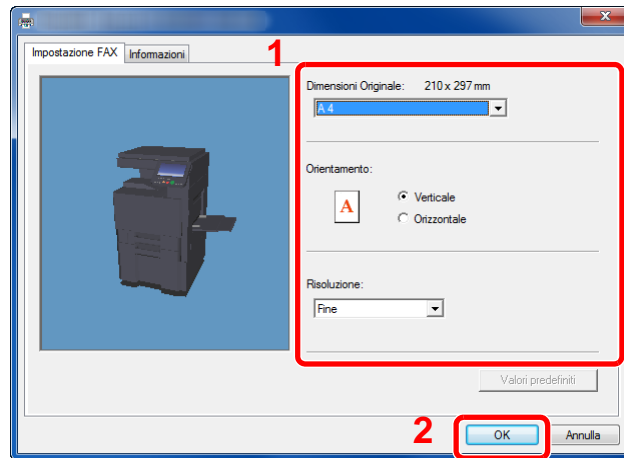 Impostazione FAX Informazioni
1
Dimensioni Originale: 210 x 297 mm
A 4
Orientamento:
A
Verticale
Orizzontale
Risoluzione:
Fine
Valori predefiniti
2
OK Annulla